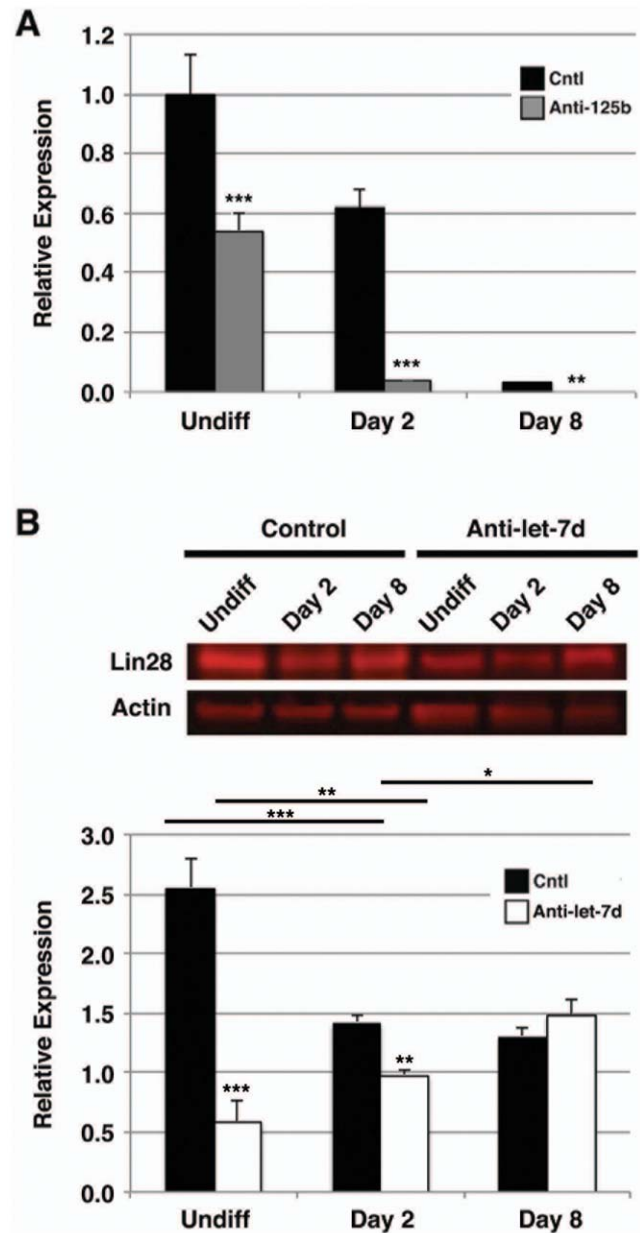 A
Relative Expression
1.2
1.0
0.8
0.6
0.4
0.2
0.0
Cntl
Anti-125b
***
***
**
Undiff Day 2 Day 8
B
Control Anti-let-7d
Undiff Day 2 Day 8 Undiff Day 2 Day 8
Lin28
Actin
*
**
***
Relative Expression
3.0
2.5
2.0
1.5
1.0
0.5
0.0
Cntl
Anti-let-7d
***
**
Undiff Day 2 Day 8